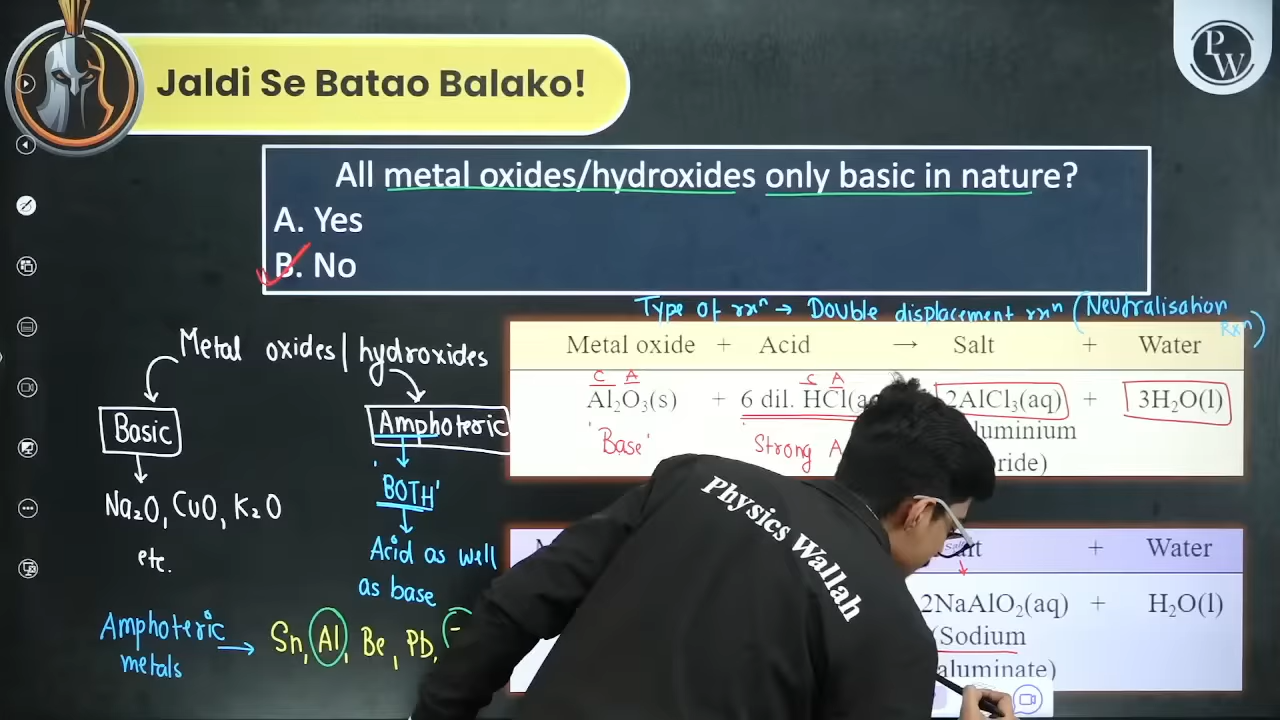 Jaldi Se Batao Balako!
PW
All metal oxides/hydroxides only basic in nature?
A. Yes
B. No
Type of rxⁿ → Double displacement rxⁿ (Neutralisation
Rxⁿ)
Metal oxide + Acid → Salt + Water
C A C A
Al₂O₃(s) + 6 dil. HCl(aq 2AlCl₃(aq) + 3H₂O(l)
'Base' Strong A
Metal oxides/hydroxides
Basic
Na₂O, CuO, K₂O
etc.
Amphoteric
'BOTH'
Acid as well
as base
Amphoteric → Sn, Al, Be, Pb,
metals
Physics Wallah
+ Water
2NaAlO₂(aq) + H₂O(l)
(Sodium
aluminate)